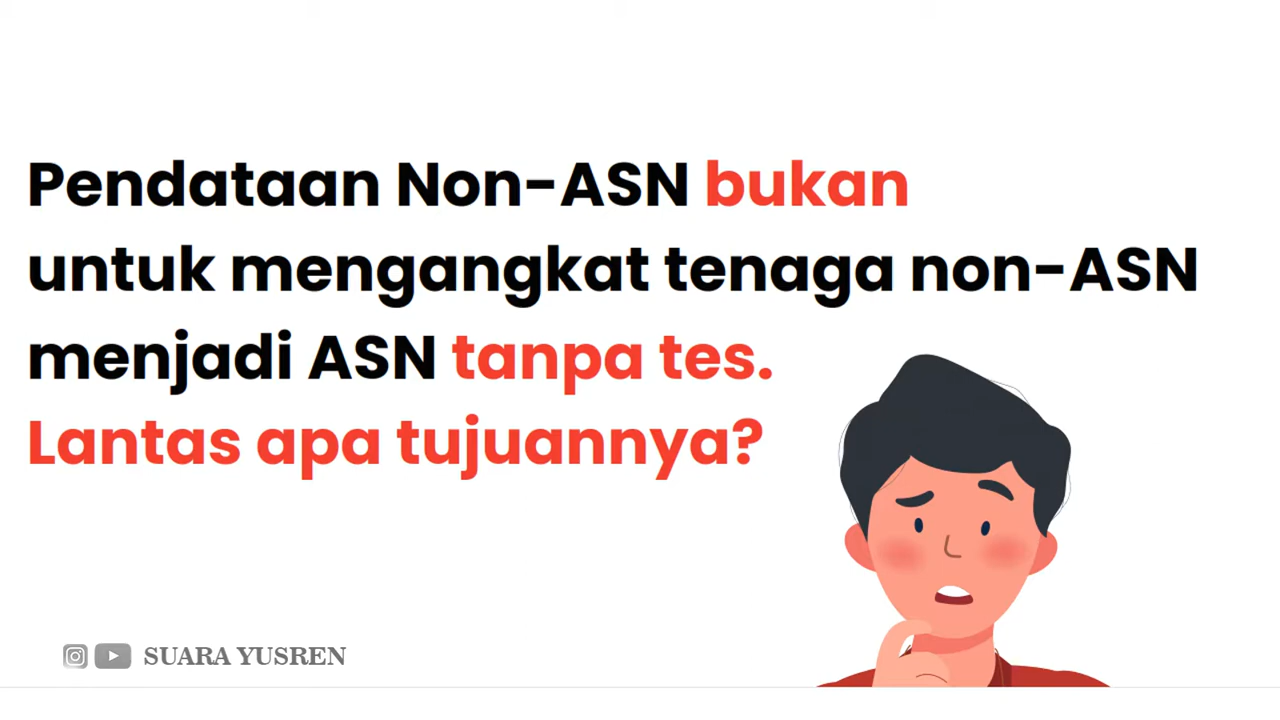 Pendataan Non-ASN bukan
untuk mengangkat tenaga non-ASN
menjadi ASN tanpa tes.
Lantas apa tujuannya?
SUARA YUSREN